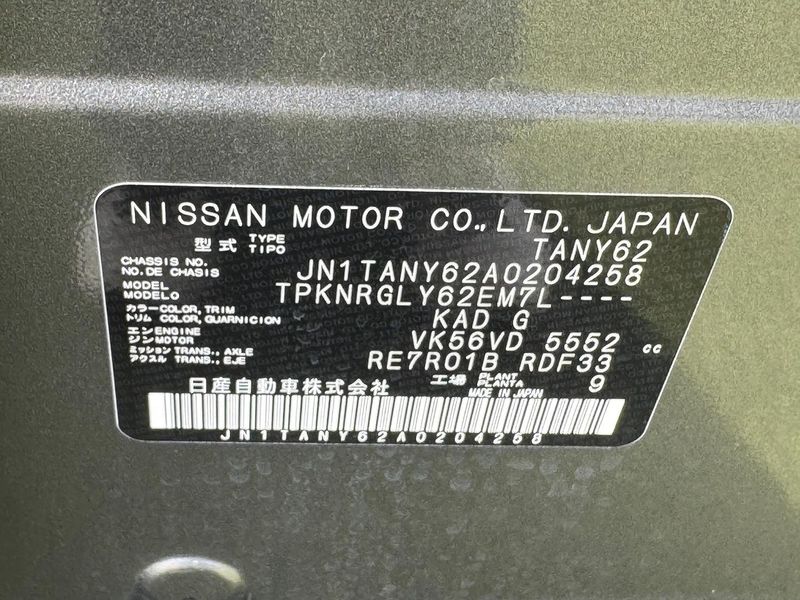 NISSAN MOTOR CO., LTD. JAPAN
型式 TYPE TIPO TANY62
CHASSIS NO.
NO. DE CHASIS JN1TANY62A0204258
MODEL
MODELO TPKNRGLY62EM7L----
カラー COLOR, TRIM
トリム COLOR, GUARNICION KAD G
エンジン ENGINE
MOTOR VK56VD 5552 cc
ミッション TRANS., AXLE
アクスル TRANS., EJE RE7R01B RDF33
日産自動車株式会社 工場 PLANT PLANTA 9
MADE IN JAPAN
JN1TANY62A0204258